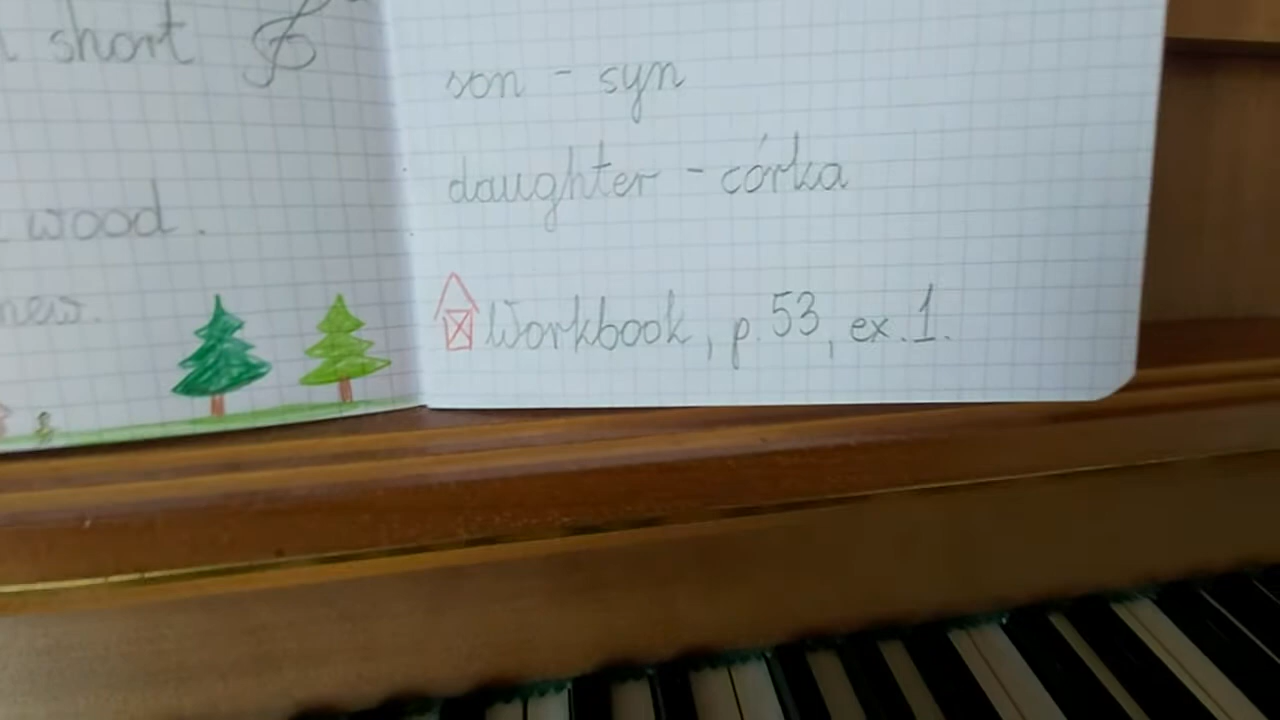 short
wood.
son - syn
daughter - córka
Workbook, p. 53, ex. 1.